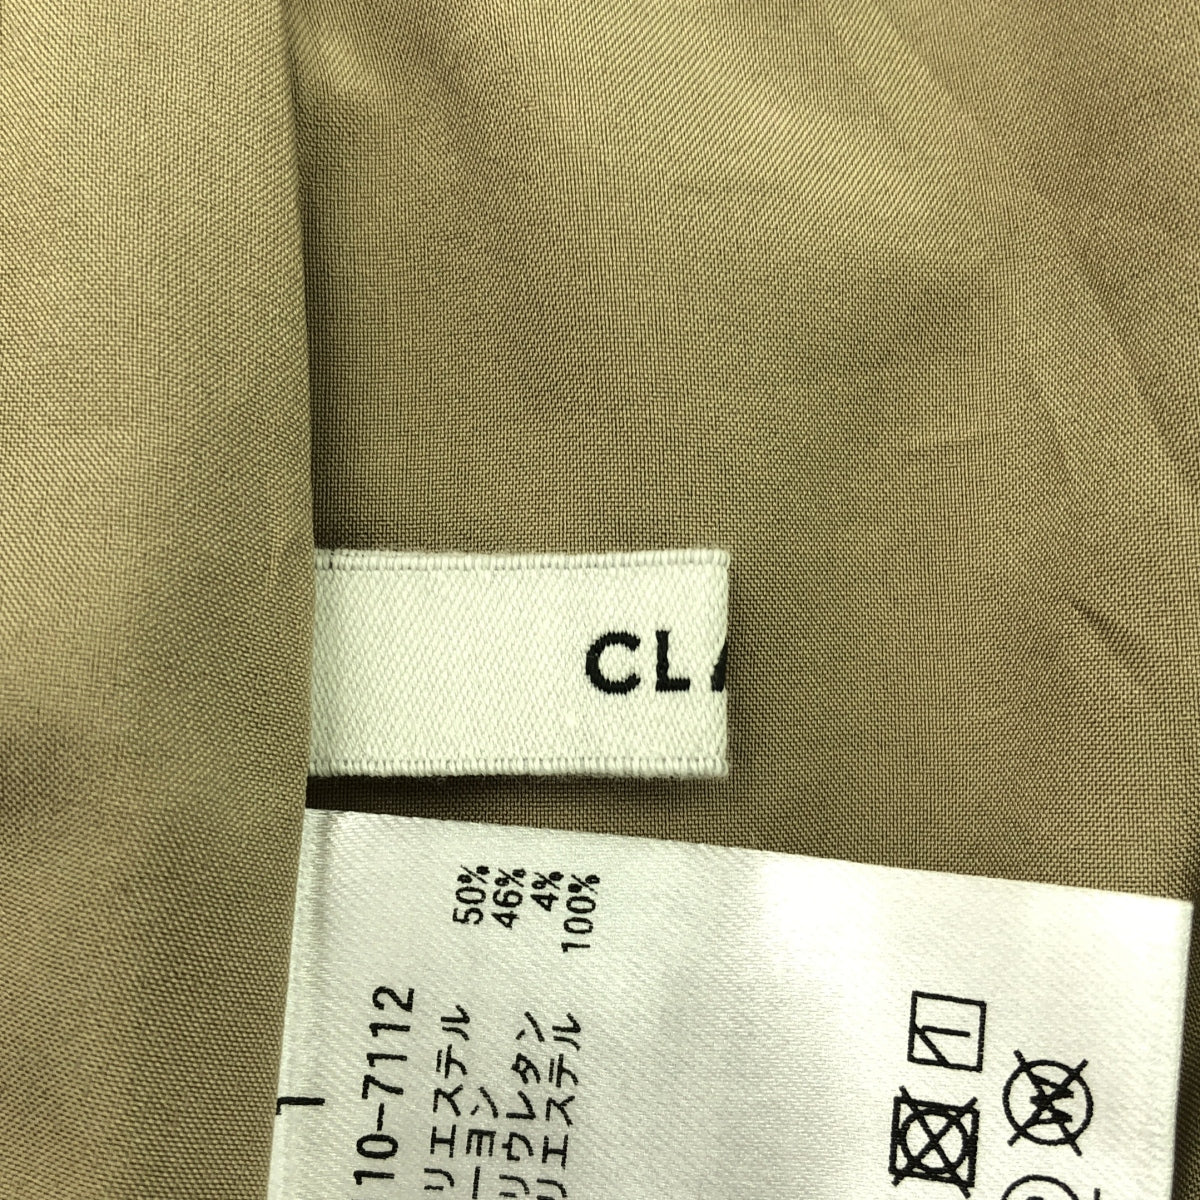 CL
10-7112
リエステル 50%
ーヨン 46%
リウレタン 4%
リエステル 100%